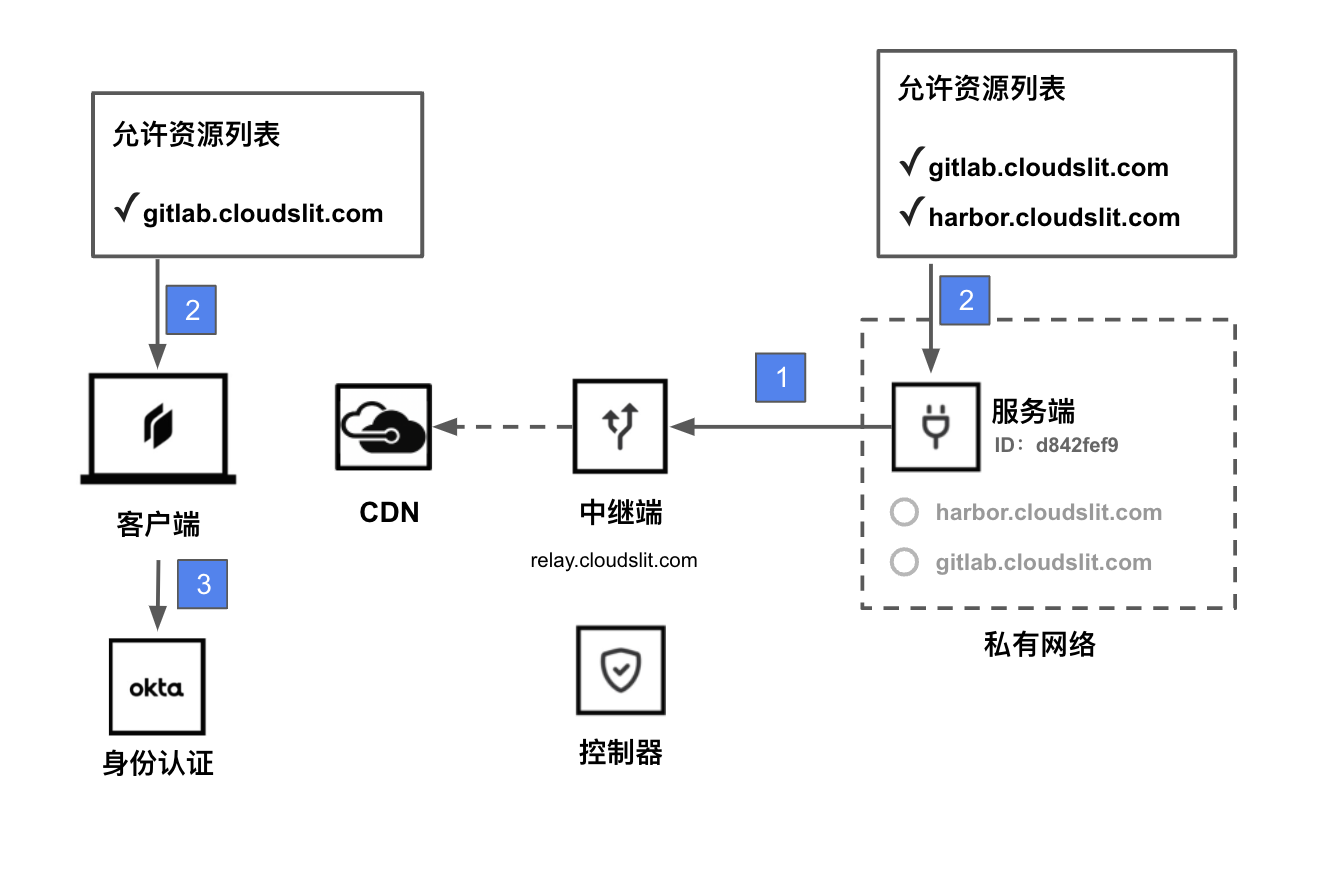 允许资源列表
✓gitlab.cloudslit.com
允许资源列表
✓gitlab.cloudslit.com
✓harbor.cloudslit.com
2
2
1
客户端
CDN
中继端
relay.cloudslit.com
服务端
ID：d842fef9
harbor.cloudslit.com
gitlab.cloudslit.com
私有网络
3
okta
身份认证
控制器